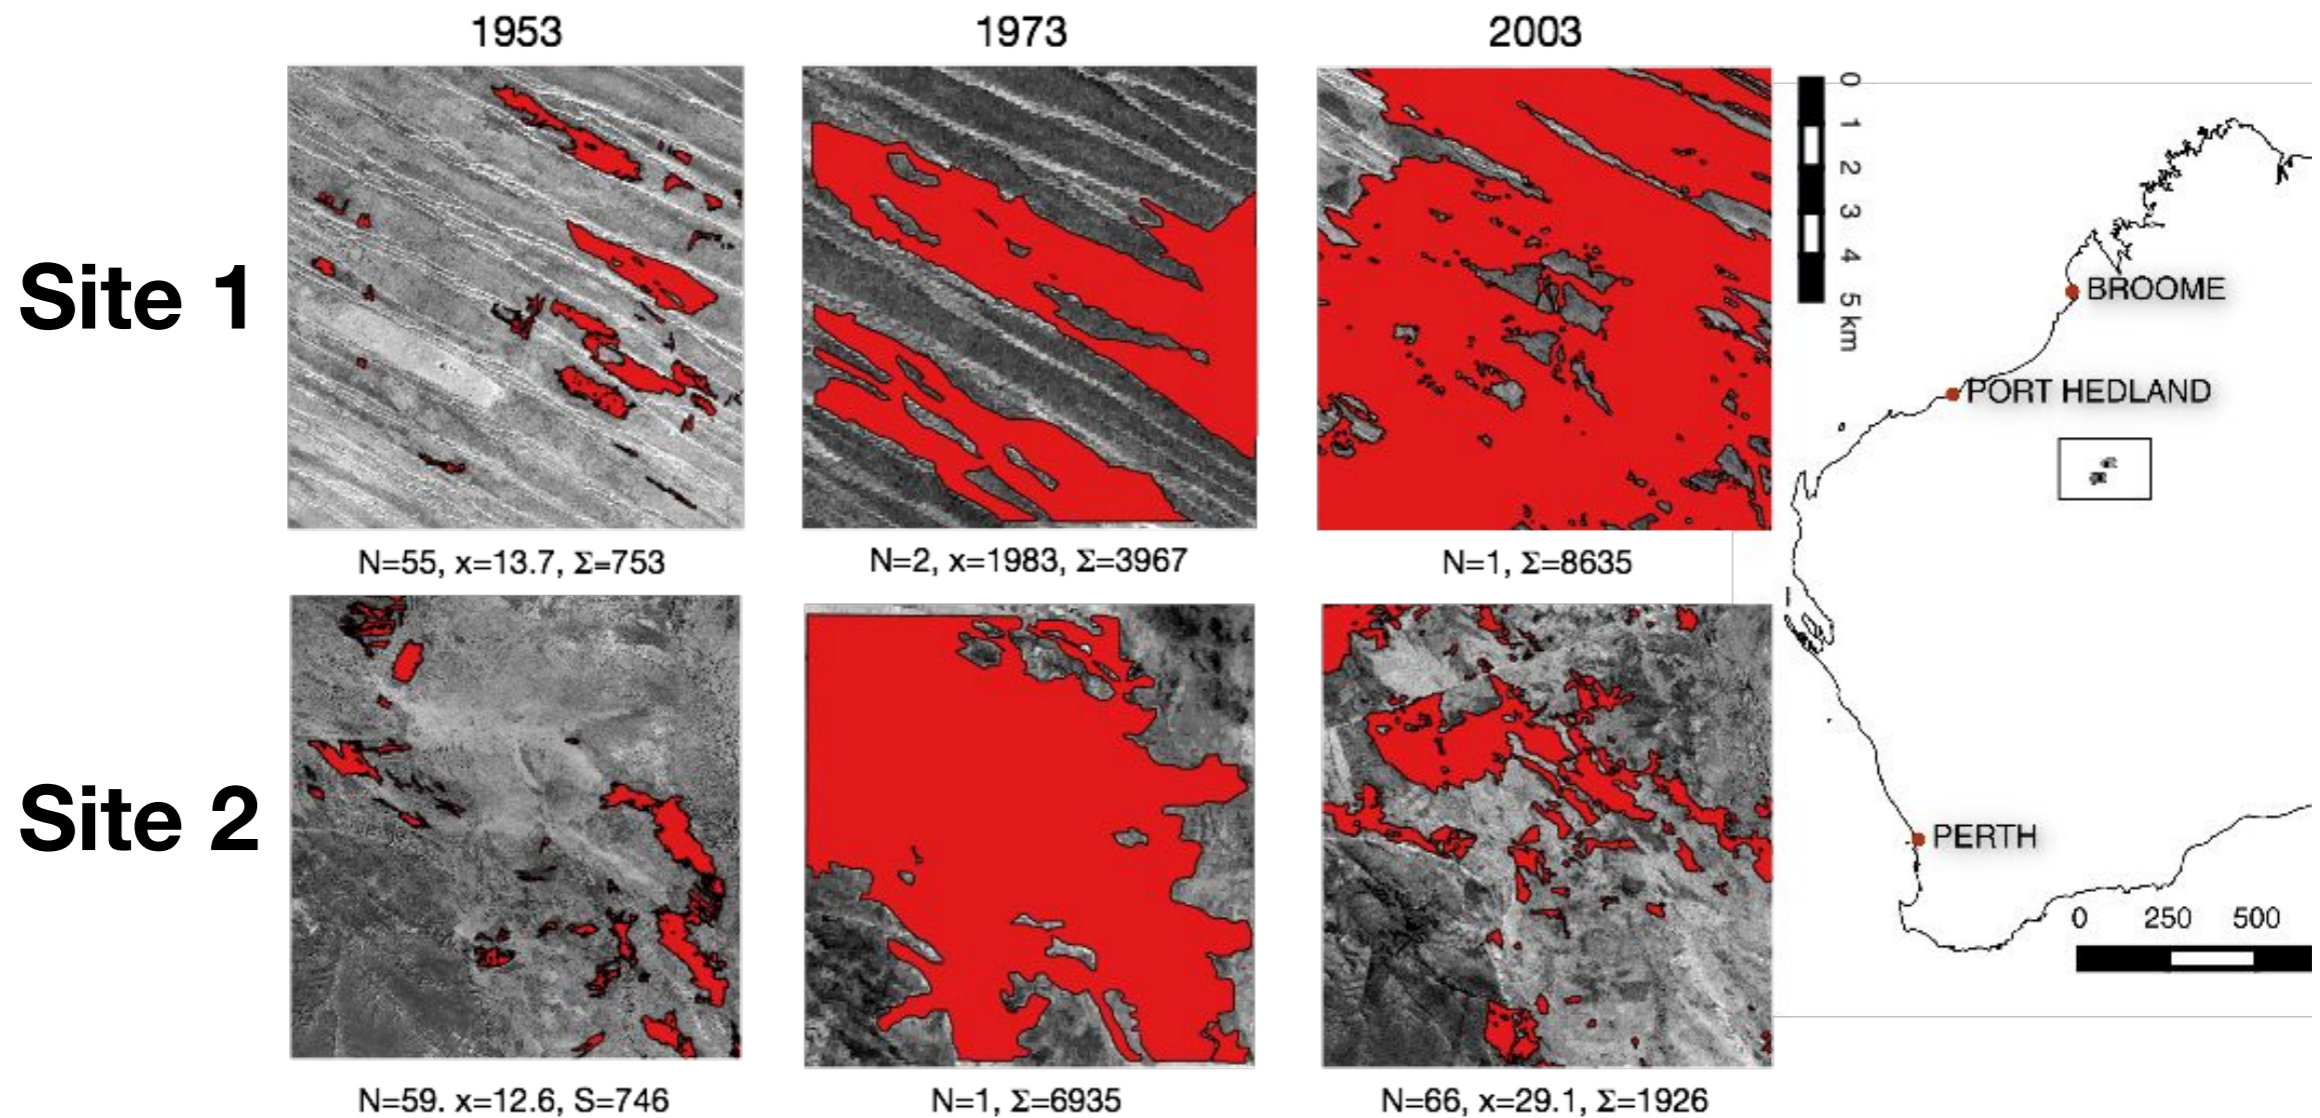 1953
1973
2003
Site 1
0
1
2
3
4
5 km
BROOME
PORT HEDLAND
N=55, x=13.7, Σ=753
N=2, x=1983, Σ=3967
N=1, Σ=8635
Site 2
PERTH
0 250 500
N=59. x=12.6, S=746
N=1, Σ=6935
N=66, x=29.1, Σ=1926